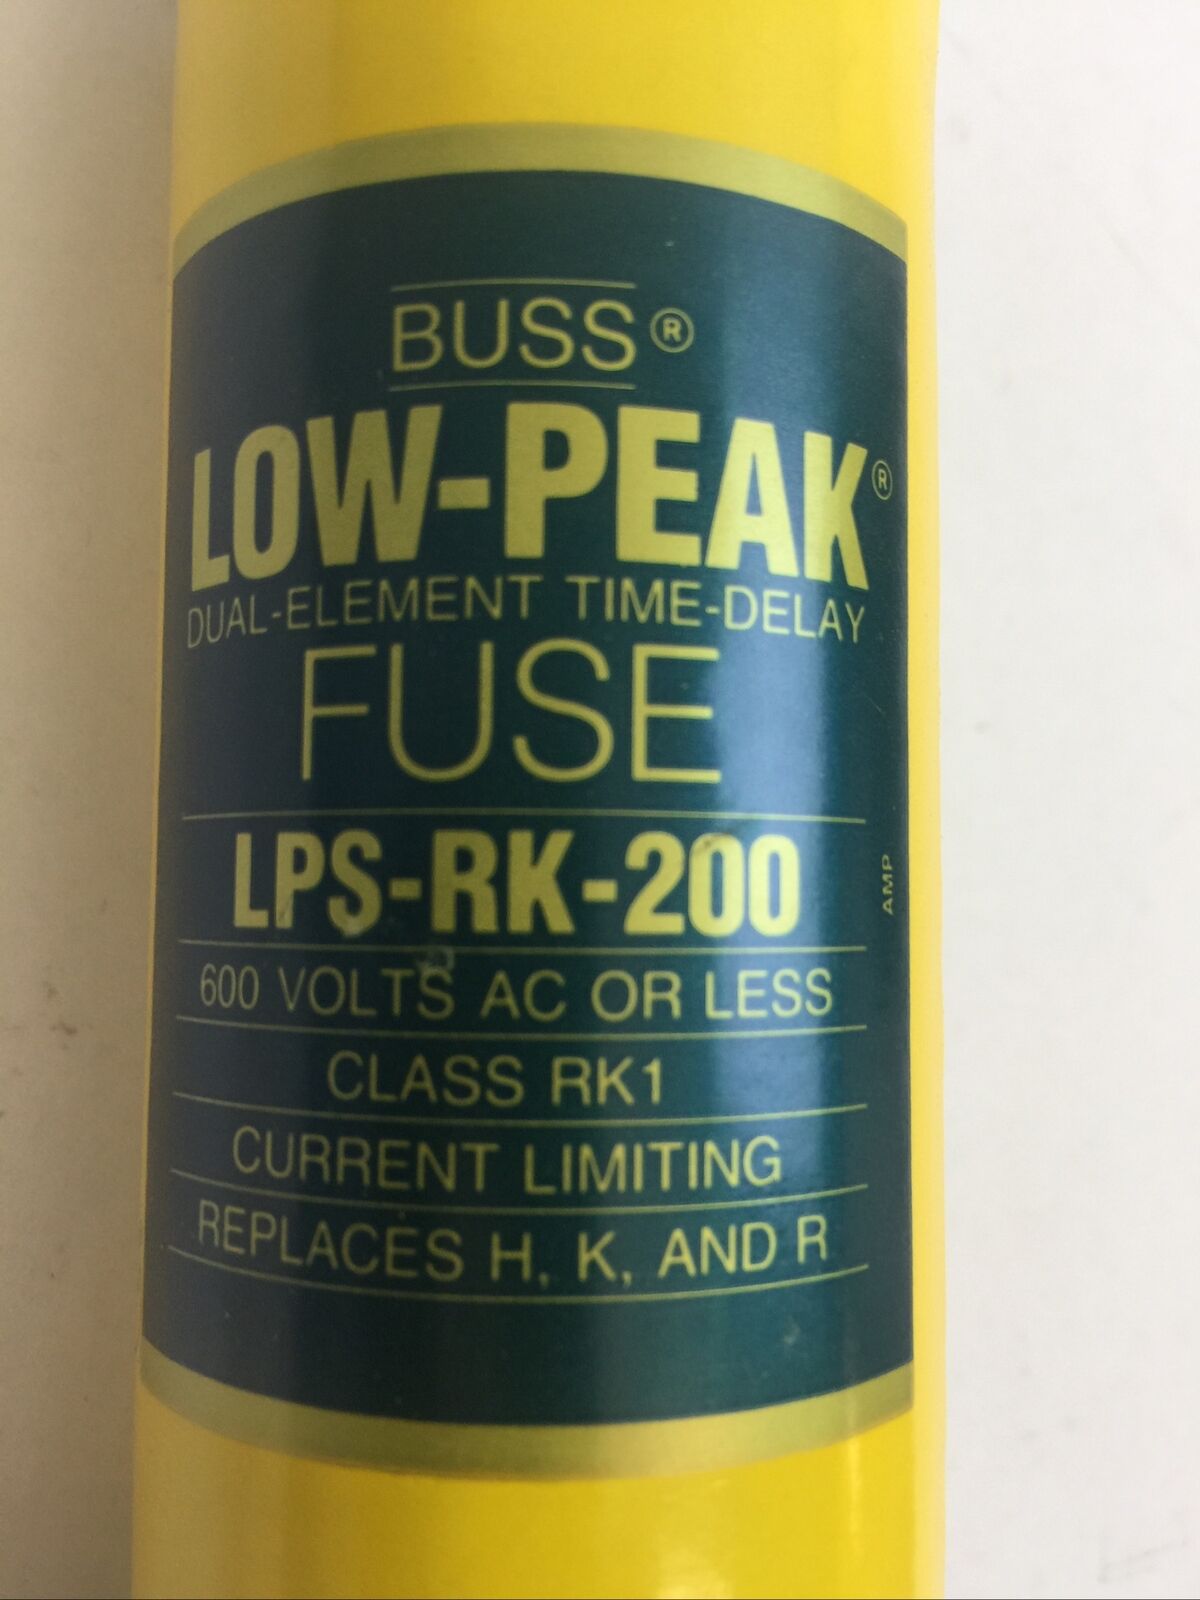 BUSS®
LOW-PEAK®
DUAL-ELEMENT TIME-DELAY
FUSE
LPS-RK-200
AMP
600 VOLTS AC OR LESS
CLASS RK1
CURRENT LIMITING
REPLACES H, K, AND R